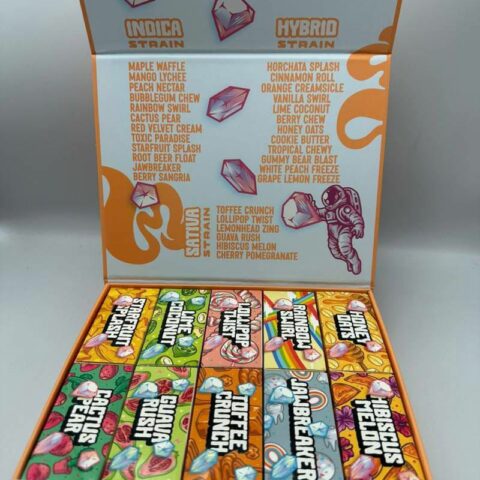 INDICA
STRAIN
MAPLE WAFFLE
MANGO LYCHEE
PEACH NECTAR
BUBBLEGUM CHEW
RAINBOW SWIRL
CACTUS PEAR
RED VELVET CREAM
TOXIC PARADISE
STARFRUIT SPLASH
ROOT BEER FLOAT
JAWBREAKER
BERRY SANGRIA
HYBRID
STRAIN
HORCHATA SPLASH
CINNAMON ROLL
ORANGE CREAMSICLE
VANILLA SWIRL
LIME COCONUT
BERRY CHEW
HONEY OATS
COOKIE BUTTER
TROPICAL CHEWY
GUMMY BEAR BLAST
WHITE PEACH FREEZE
GRAPE LEMON FREEZE
SATIVA
STRAIN
TOFFEE CRUNCH
LOLLIPOP TWIST
LEMONHEAD ZING
GUAVA RUSH
HIBISCUS MELON
CHERRY POMEGRANATE
STARFRUIT
SPLASH
LIME
COCONUT
LOLLIPOP
TWIST
RAINBOW
SWIRL
HONEY
OATS
CACTUS
PEAR
GUAVA
RUSH
TOFFEE
CRUNCH
JAWBREAKER
HIBISCUS
MELON